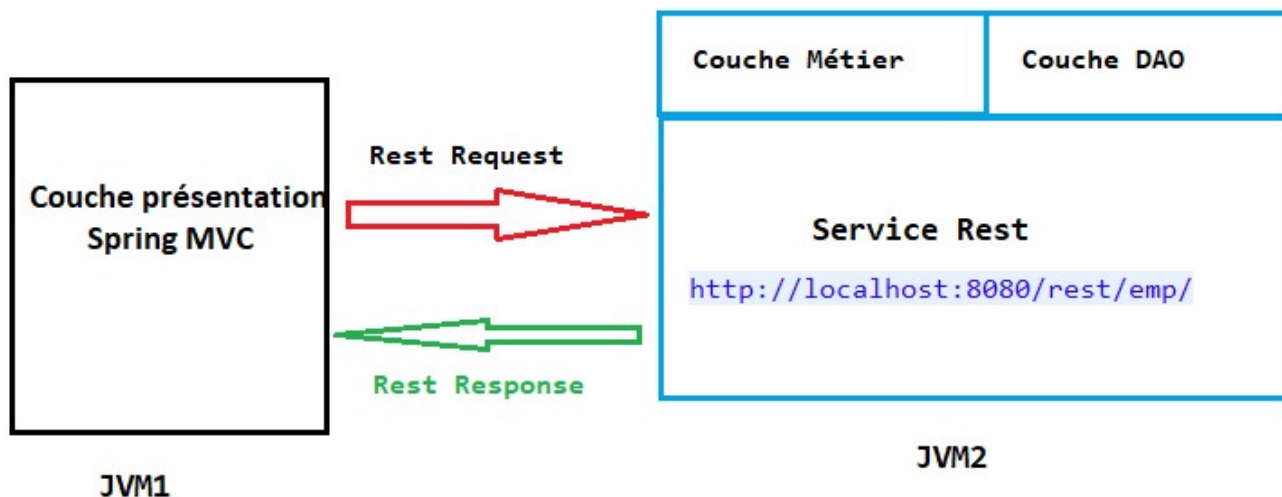 Couche Métier
Couche DAO
Rest Request
Couche présentation
Spring MVC
Service Rest
http://localhost:8080/rest/emp/
Rest Response
JVM1
JVM2